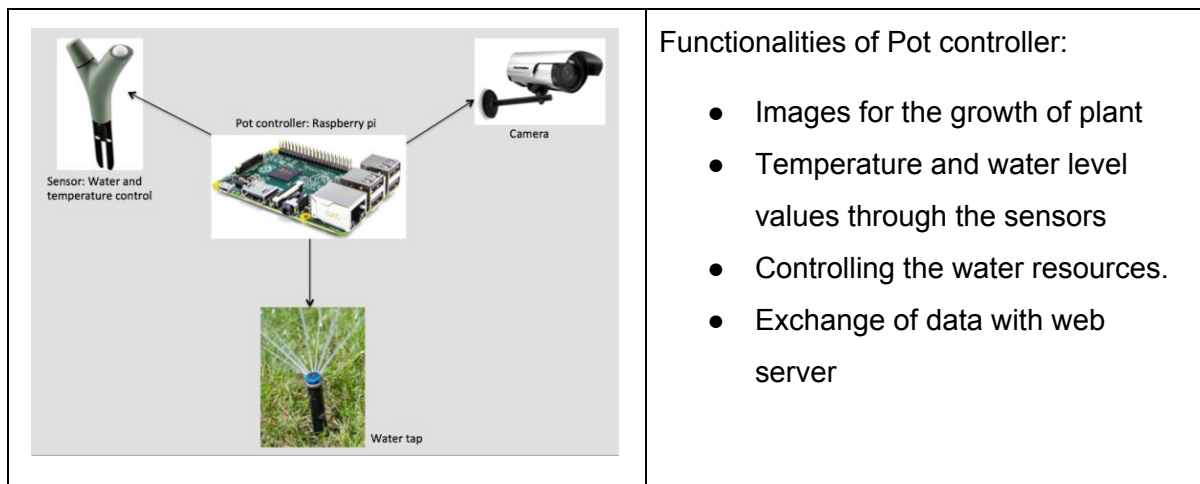 Pot controller: Raspberry pi
Camera
Sensor: Water and
temperature control
Water tap
Functionalities of Pot controller:
● Images for the growth of plant
● Temperature and water level
values through the sensors
● Controlling the water resources.
● Exchange of data with web
server